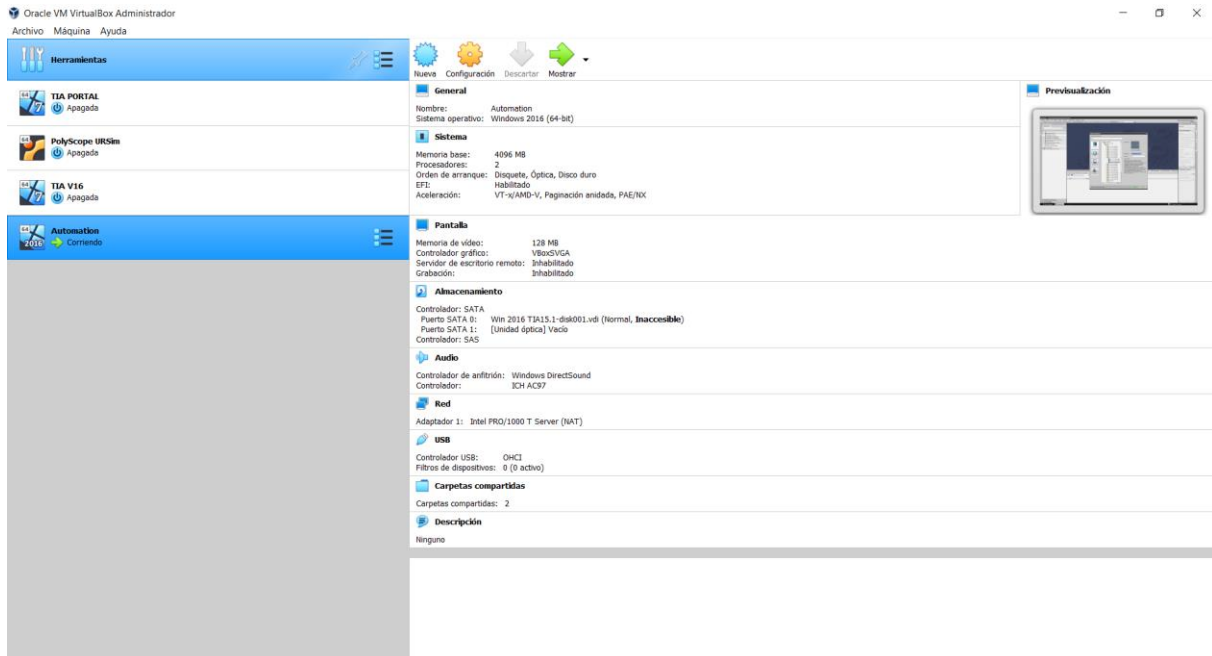 Oracle VM VirtualBox Administrador
Archivo Máquina Ayuda
Herramientas
TIA PORTAL
Apagada
PolyScope URSim
Apagada
TIA V16
Apagada
Automation
Corriendo
Nueva Configuración Descartar Mostrar
General
Nombre: Automation
Sistema operativo: Windows 2016 (64-bit)
Sistema
Memoria base: 4096 MB
Procesadores: 2
Orden de arranque: Disquete, Óptica, Disco duro
EFI: Habilitado
Aceleración: VT-x/AMD-V, Paginación anidada, PAE/NX
Previsualización
Pantalla
Memoria de vídeo: 128 MB
Controlador gráfico: VBoxSVGA
Servidor de escritorio remoto: Inhabilitado
Grabación: Inhabilitado
Almacenamiento
Controlador: SATA
Puerto SATA 0: Win 2016 TIA15.1-disk001.vdi (Normal, Inaccesible)
Puerto SATA 1: [Unidad óptica] Vacío
Controlador: SAS
Audio
Controlador de anfitrión: Windows DirectSound
Controlador: ICH AC97
Red
Adaptador 1: Intel PRO/1000 T Server (NAT)
USB
Controlador USB: OHCI
Filtros de dispositivos: 0 (0 activo)
Carpetas compartidas
Carpetas compartidas: 2
Descripción
Ninguno